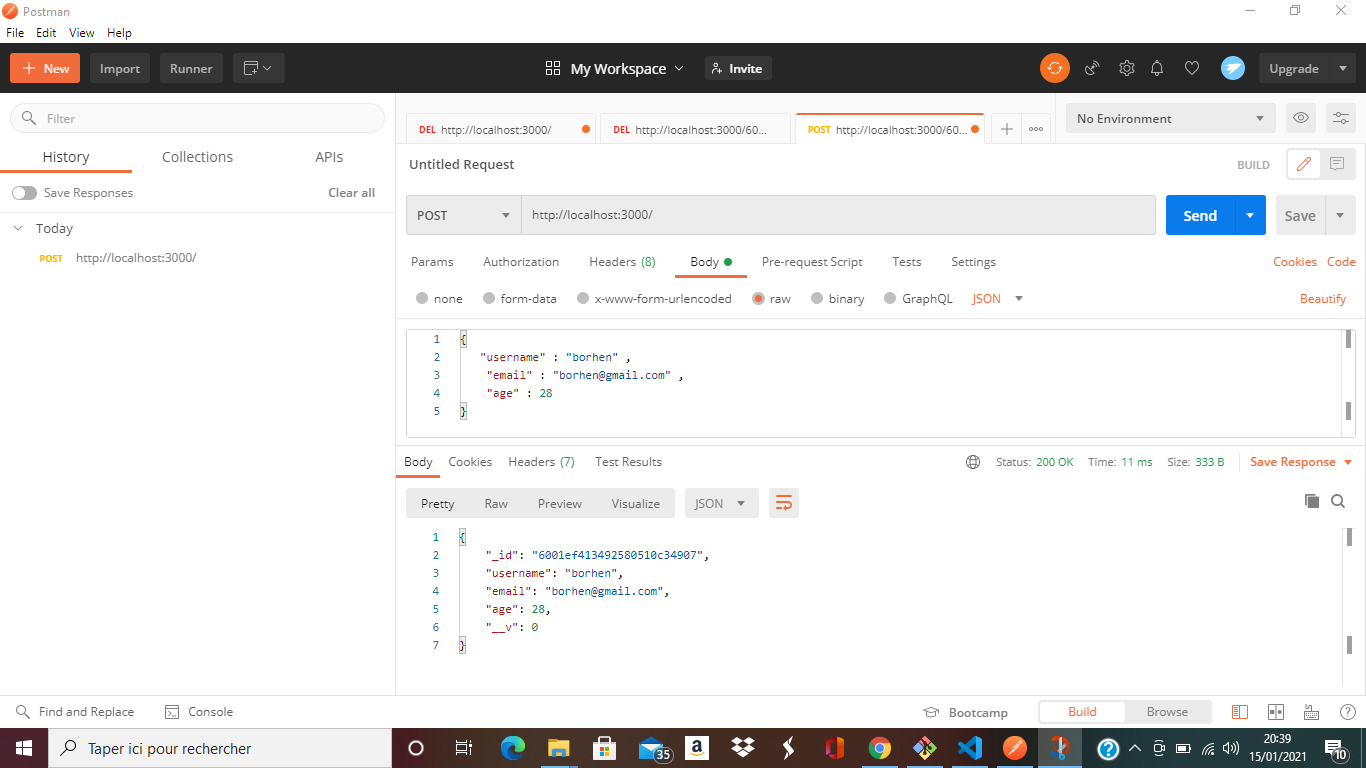 Postman
File Edit View Help
New Import Runner My Workspace Invite Upgrade
Filter
History Collections APIs
Save Responses Clear all
Today
POST http://localhost:3000/
DEL http://localhost:3000/ DEL http://localhost:3000/60... POST http://localhost:3000/60... No Environment
Untitled Request BUILD
POST http://localhost:3000/ Send Save
Params Authorization Headers (8) Body Pre-request Script Tests Settings Cookies Code
none form-data x-www-form-urlencoded raw binary GraphQL JSON Beautify
1 {
2 "username" : "borhen" ,
3 "email" : "borhen@gmail.com" ,
4 "age" : 28
5 }
Body Cookies Headers (7) Test Results Status: 200 OK Time: 11 ms Size: 333 B Save Response
Pretty Raw Preview Visualize JSON
1 {
2 "_id": "6001ef413492580510c34907",
3 "username": "borhen",
4 "email": "borhen@gmail.com",
5 "age": 28,
6 "__v": 0
7 }
Find and Replace Console Bootcamp Build Browse
Taper ici pour rechercher 35 a 20:39
15/01/2021 10